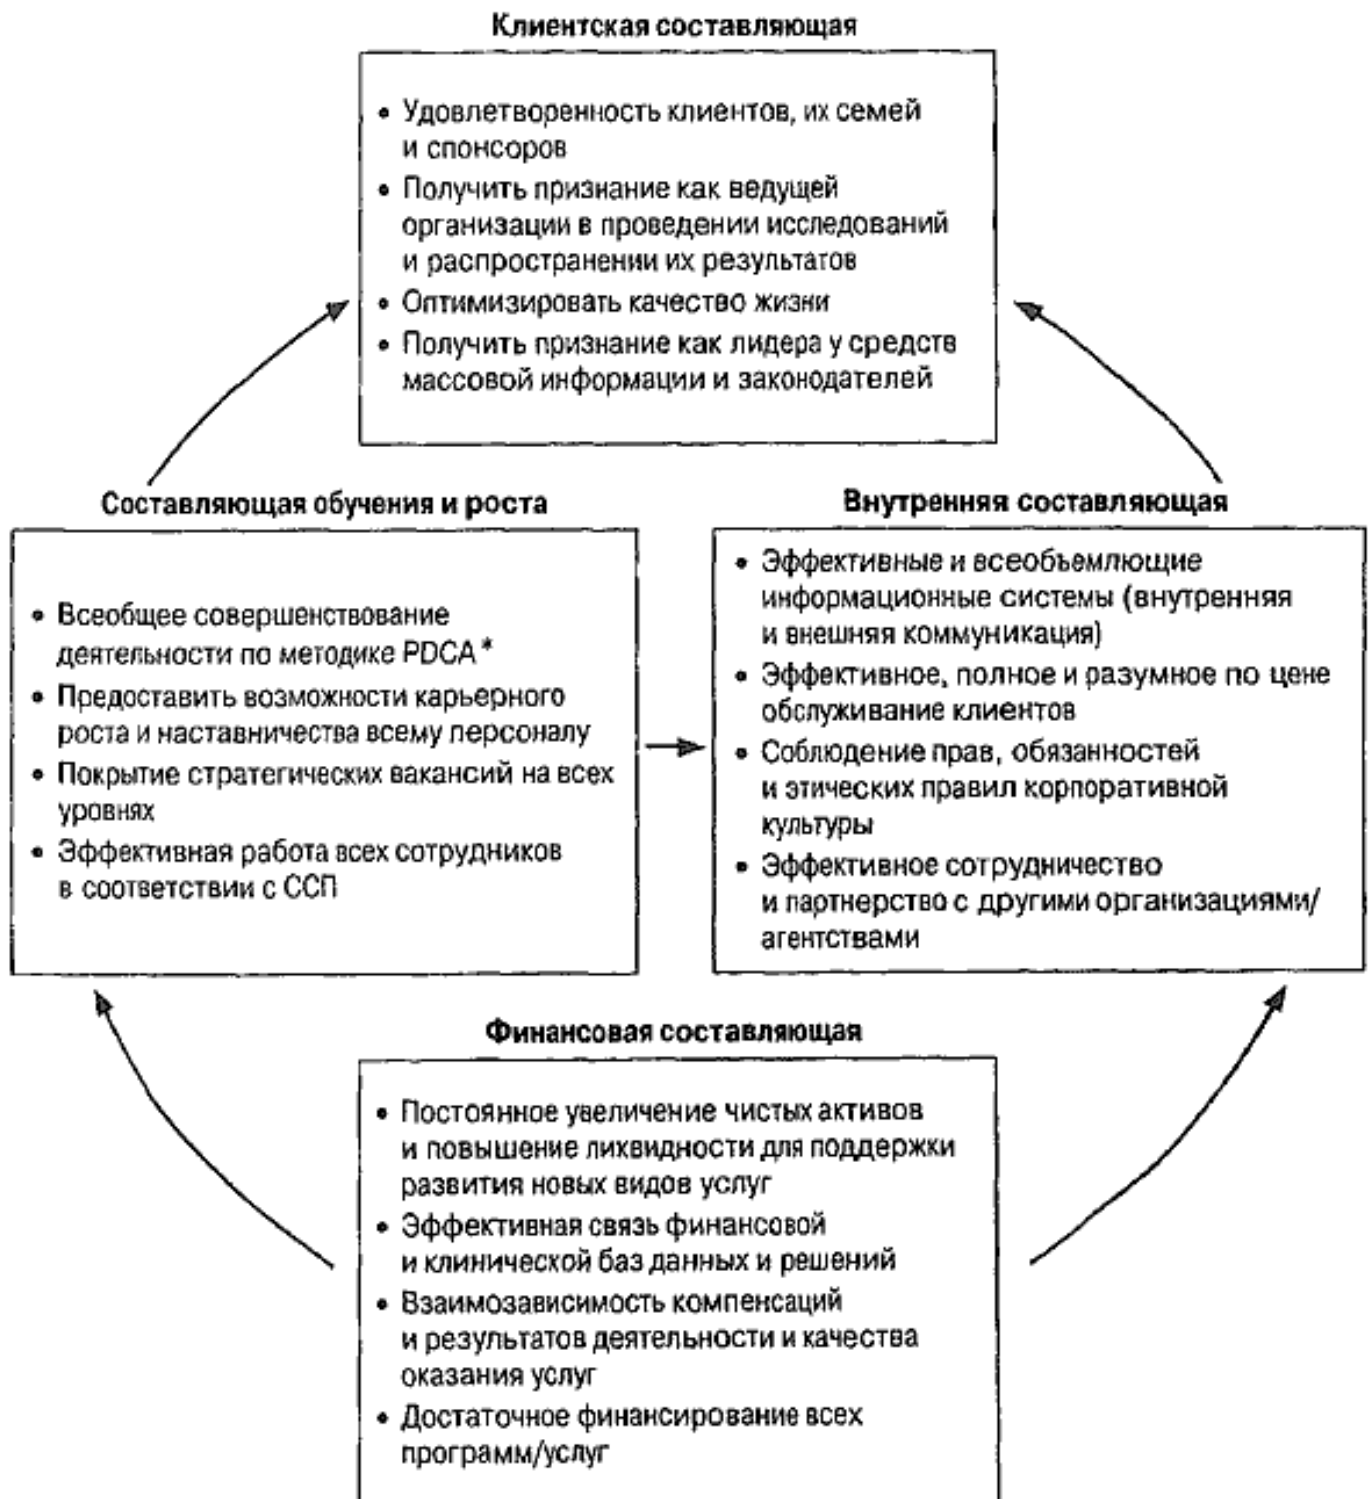 Клиентская составляющая
• Удовлетворенность клиентов, их семей
и спонсоров
• Получить признание как ведущей
организации в проведении исследований
и распространении их результатов
• Оптимизировать качество жизни
• Получить признание как лидера у средств
массовой информации и законодателей
Составляющая обучения и роста
• Всеобщее совершенствование
деятельности по методике PDCA*
• Предоставить возможности карьерного
роста и наставничества всему персоналу
• Покрытие стратегических вакансий на всех
уровнях
• Эффективная работа всех сотрудников
в соответствии с ССП
Внутренняя составляющая
• Эффективные и всеобъемлющие
информационные системы (внутренняя
и внешняя коммуникация)
• Эффективное, полное и разумное по цене
обслуживание клиентов
• Соблюдение прав, обязанностей
и этических правил корпоративной
культуры
• Эффективное сотрудничество
и партнерство с другими организациями/
агентствами
Финансовая составляющая
• Постоянное увеличение чистых активов
и повышение лихвидности для поддержки
развития новых видов услуг
• Эффективная связь финансовой
и клинической баз данных и решений
• Взаимозависимость компенсаций
и результатов деятельности и качества
оказания услуг
• Достаточное финансирование всех
программ/услуг